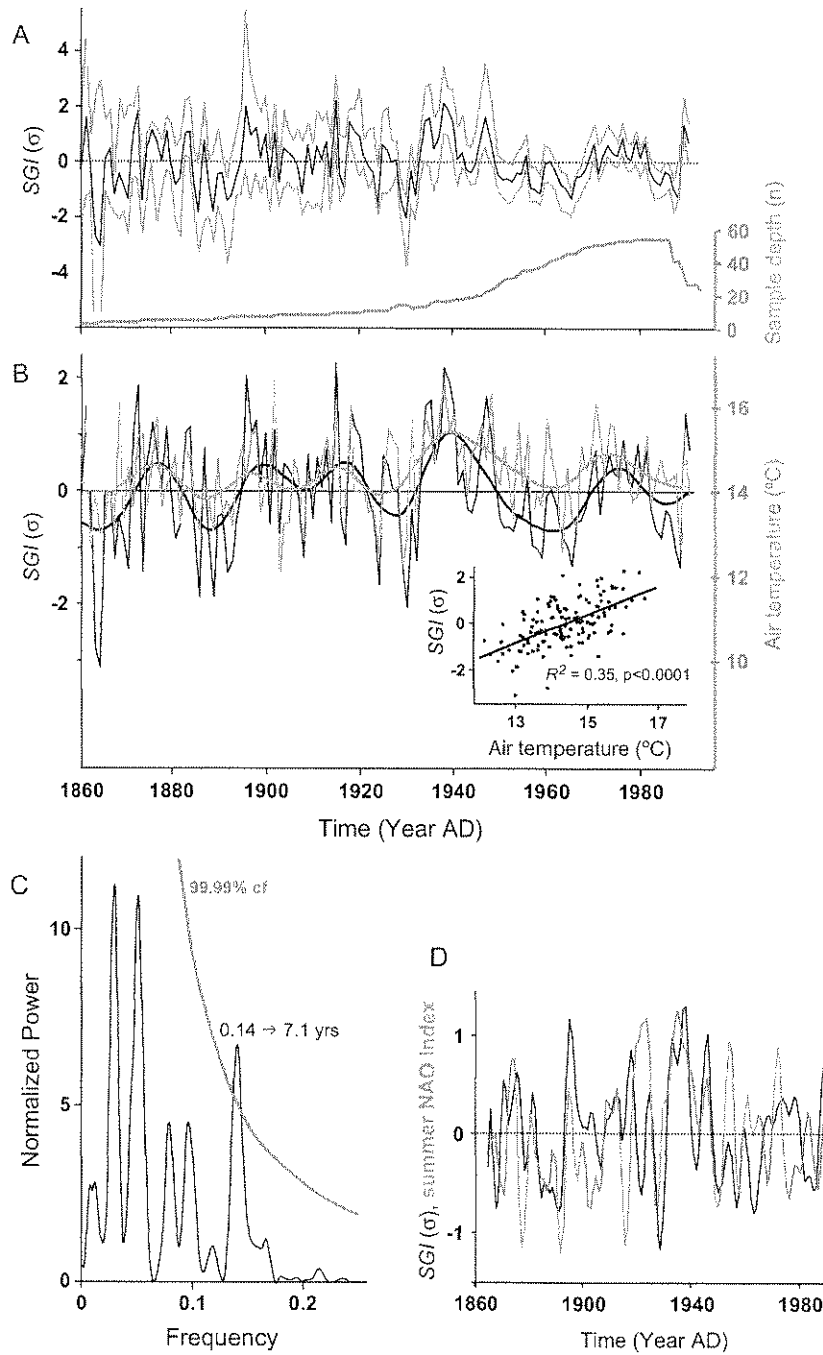 A
4
2
0
-2
-4
SGI (σ)
60
40
20
0
Sample depth (n)
B
2
1
0
-2
SGI (σ)
16
14
12
10
Air temperature (°C)
2
0
-2
SGI (σ)
R² = 0.35, p<0.0001
13 15 17
Air temperature (°C)
1860 1880 1900 1920 1940 1960 1980
Time (Year AD)
C
99.99% cf
0.14 → 7.1 yrs
10
5
0
Normalized Power
0 0.1 0.2
Frequency
D
1
0
-1
SGI (σ), summer NAO Index
1860 1900 1940 1980
Time (Year AD)